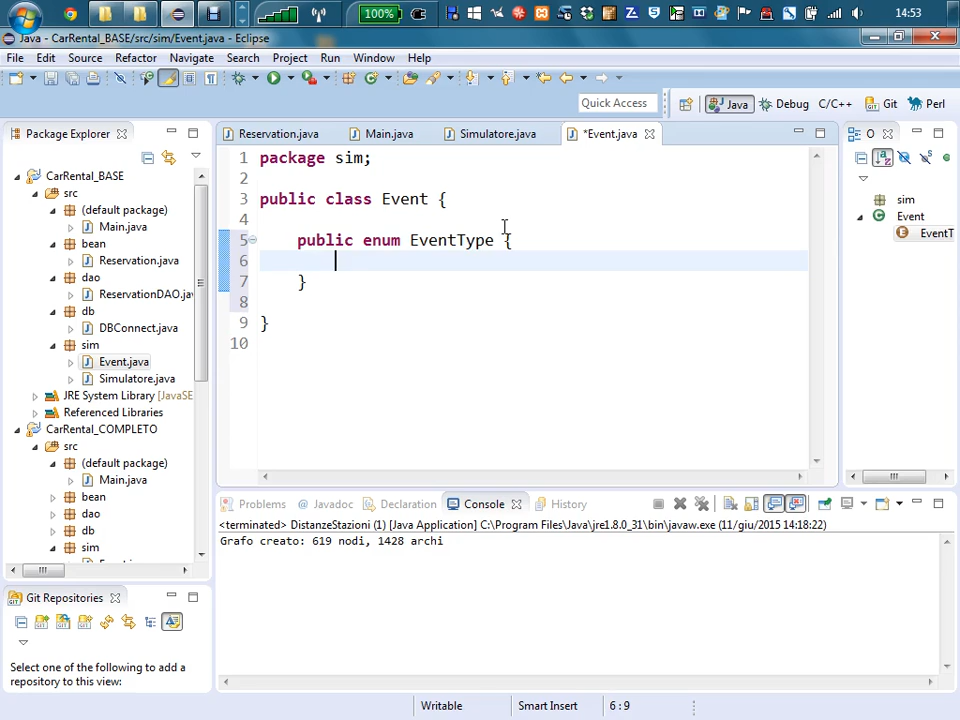 100%
14:53
Java - CarRental_BASE/src/sim/Event.java - Eclipse
File Edit Source Refactor Navigate Search Project Run Window Help
Quick Access
Java
Debug
C/C++
Git
Perl
Package Explorer
CarRental_BASE
src
(default package)
Main.java
bean
Reservation.java
dao
ReservationDAO.jav
db
DBConnect.java
sim
Event.java
Simulatore.java
JRE System Library [JavaSE
Referenced Libraries
CarRental_COMPLETO
src
(default package)
Main.java
bean
dao
db
sim
Reservation.java
Main.java
Simulatore.java
*Event.java
1 package sim;
2
3 public class Event {
4
5 public enum EventType {
6
7 }
8
9 }
10
O
sim
Event
EventT
Problems
@ Javadoc
Declaration
Console
History
<terminated> DistanzeStazioni (1) [Java Application] C:\Program Files\Java\jre1.8.0_31\bin\javaw.exe (11/giu/2015 14:18:22)
Grafo creato: 619 nodi, 1428 archi
Git Repositories
Select one of the following to add a
repository to this view:
Writable
Smart Insert
6 : 9